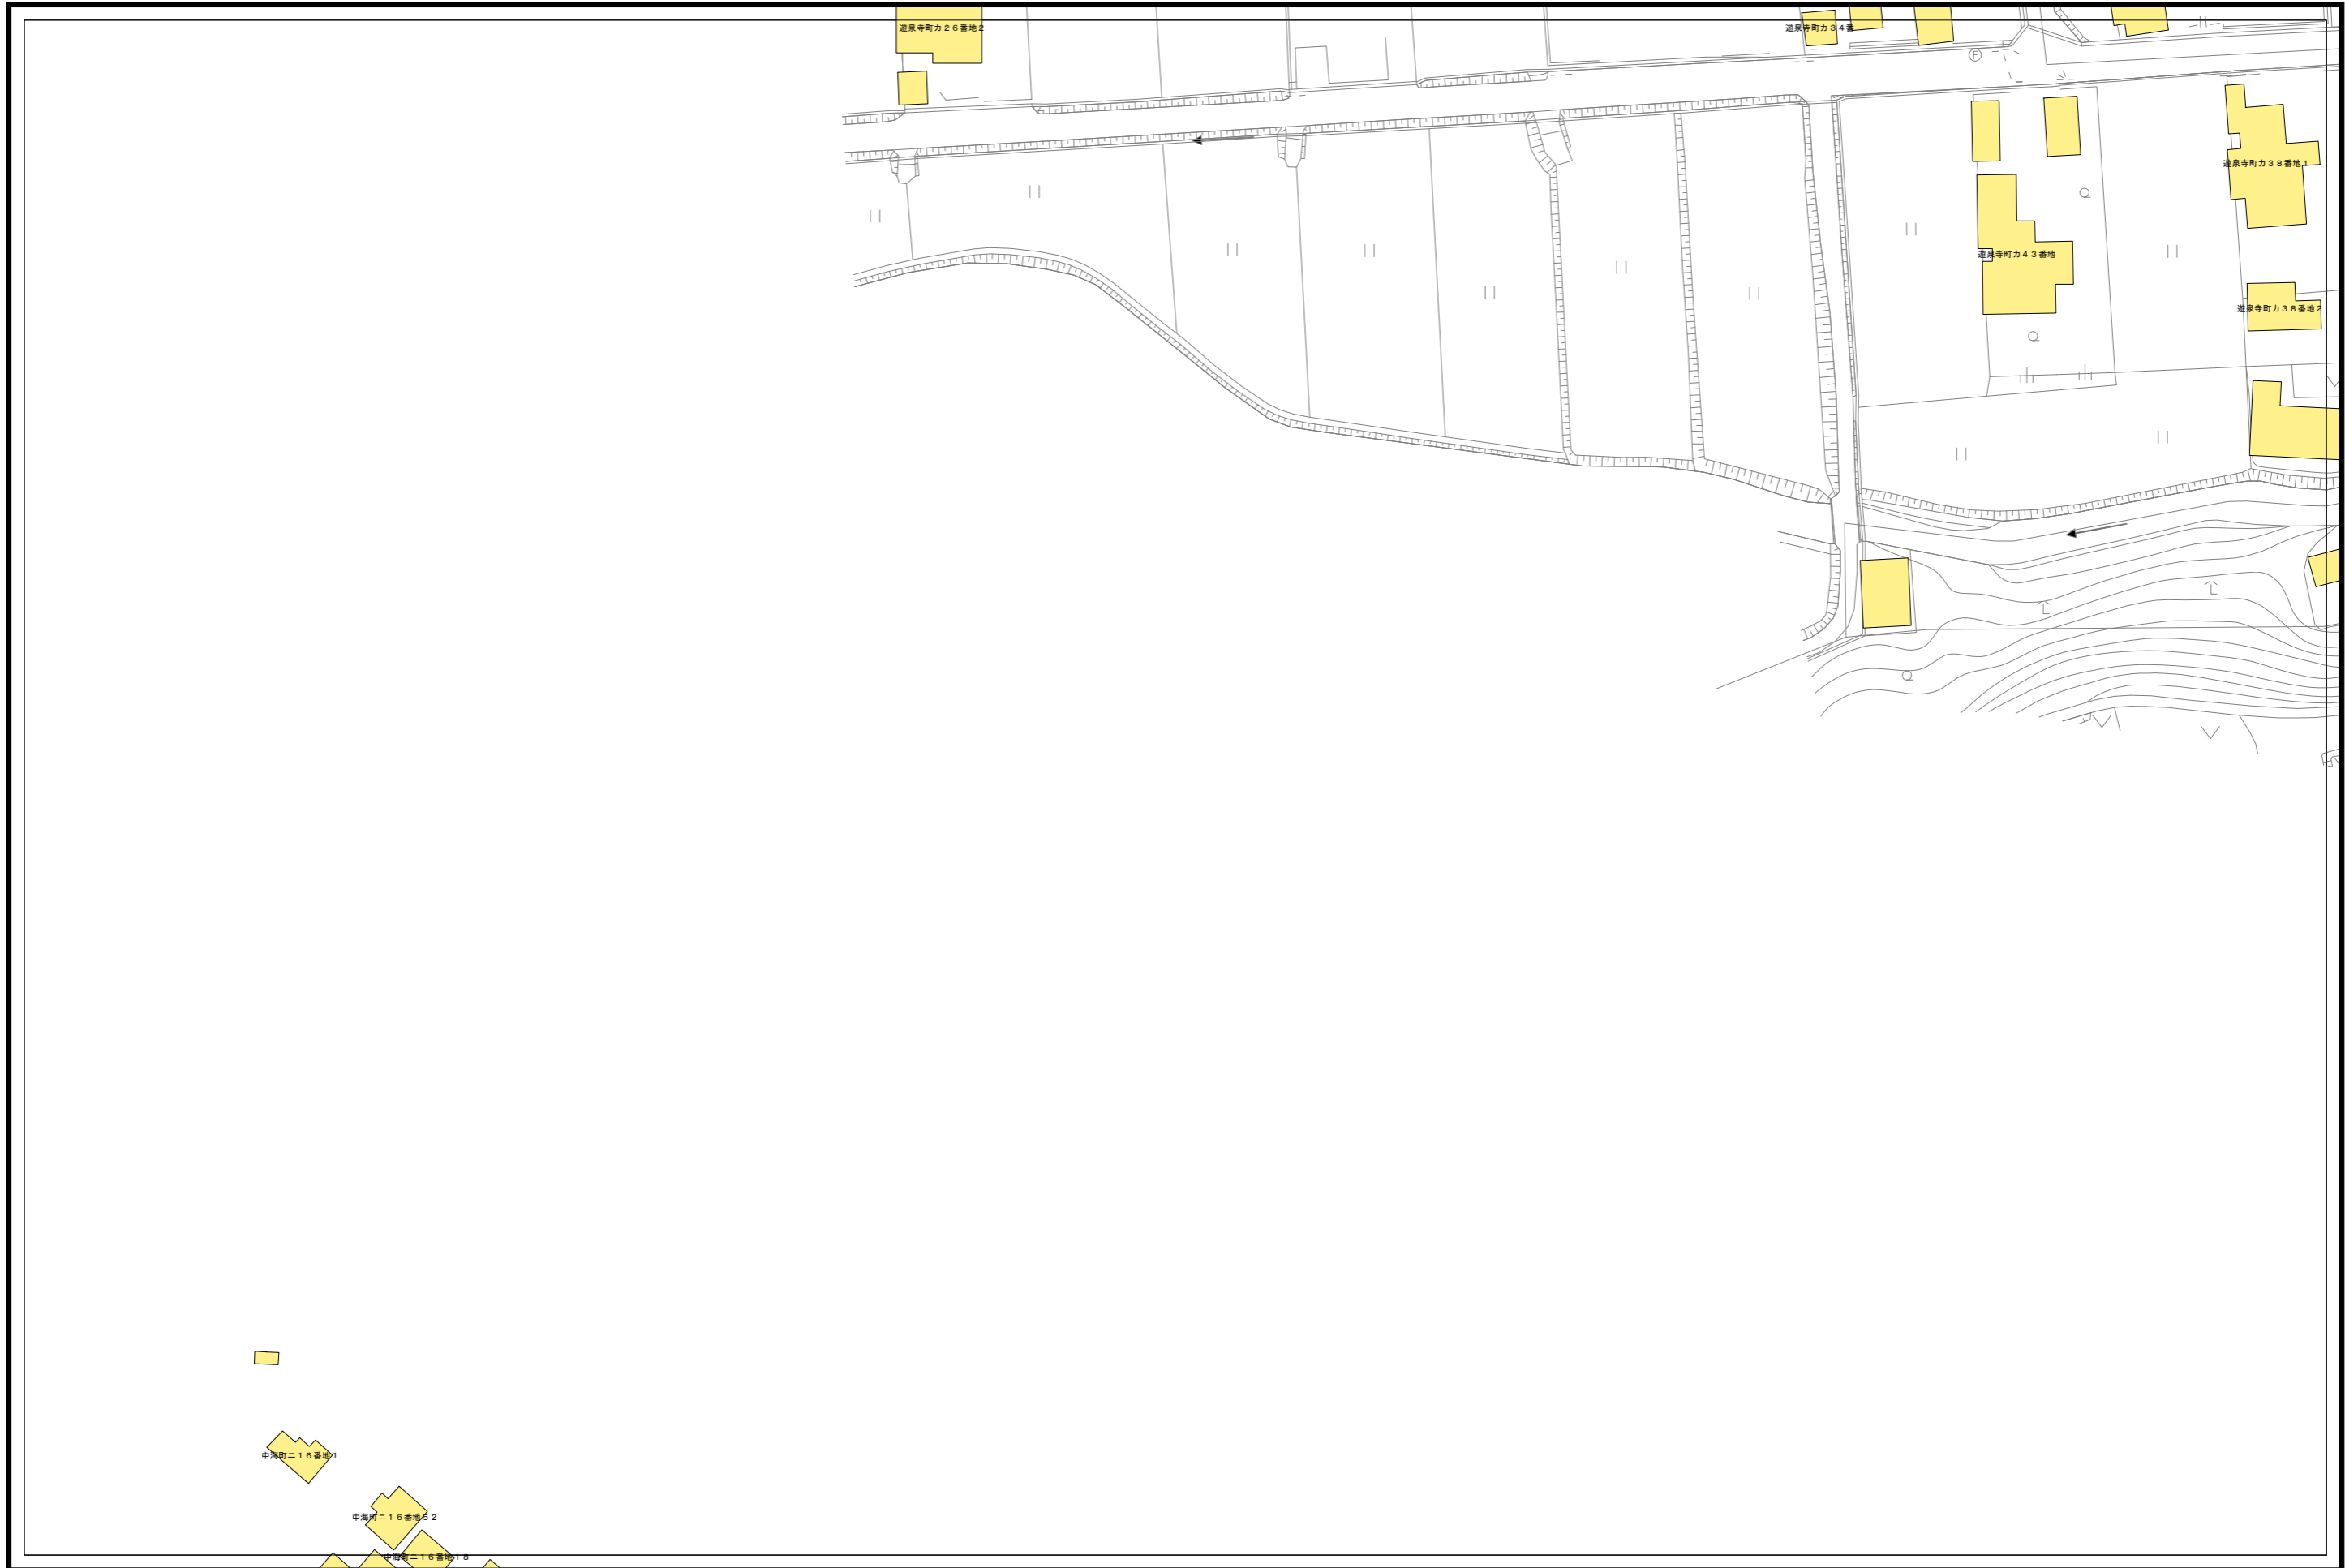 遊泉寺町カ２６番地２
遊泉寺町カ３４番
Ⓕ
遊泉寺町カ３８番地１
遊泉寺町カ４３番地
遊泉寺町カ３８番地２
中海町ニ１６番地１
中海町ニ１６番地５２
中海町ニ１６番地１８